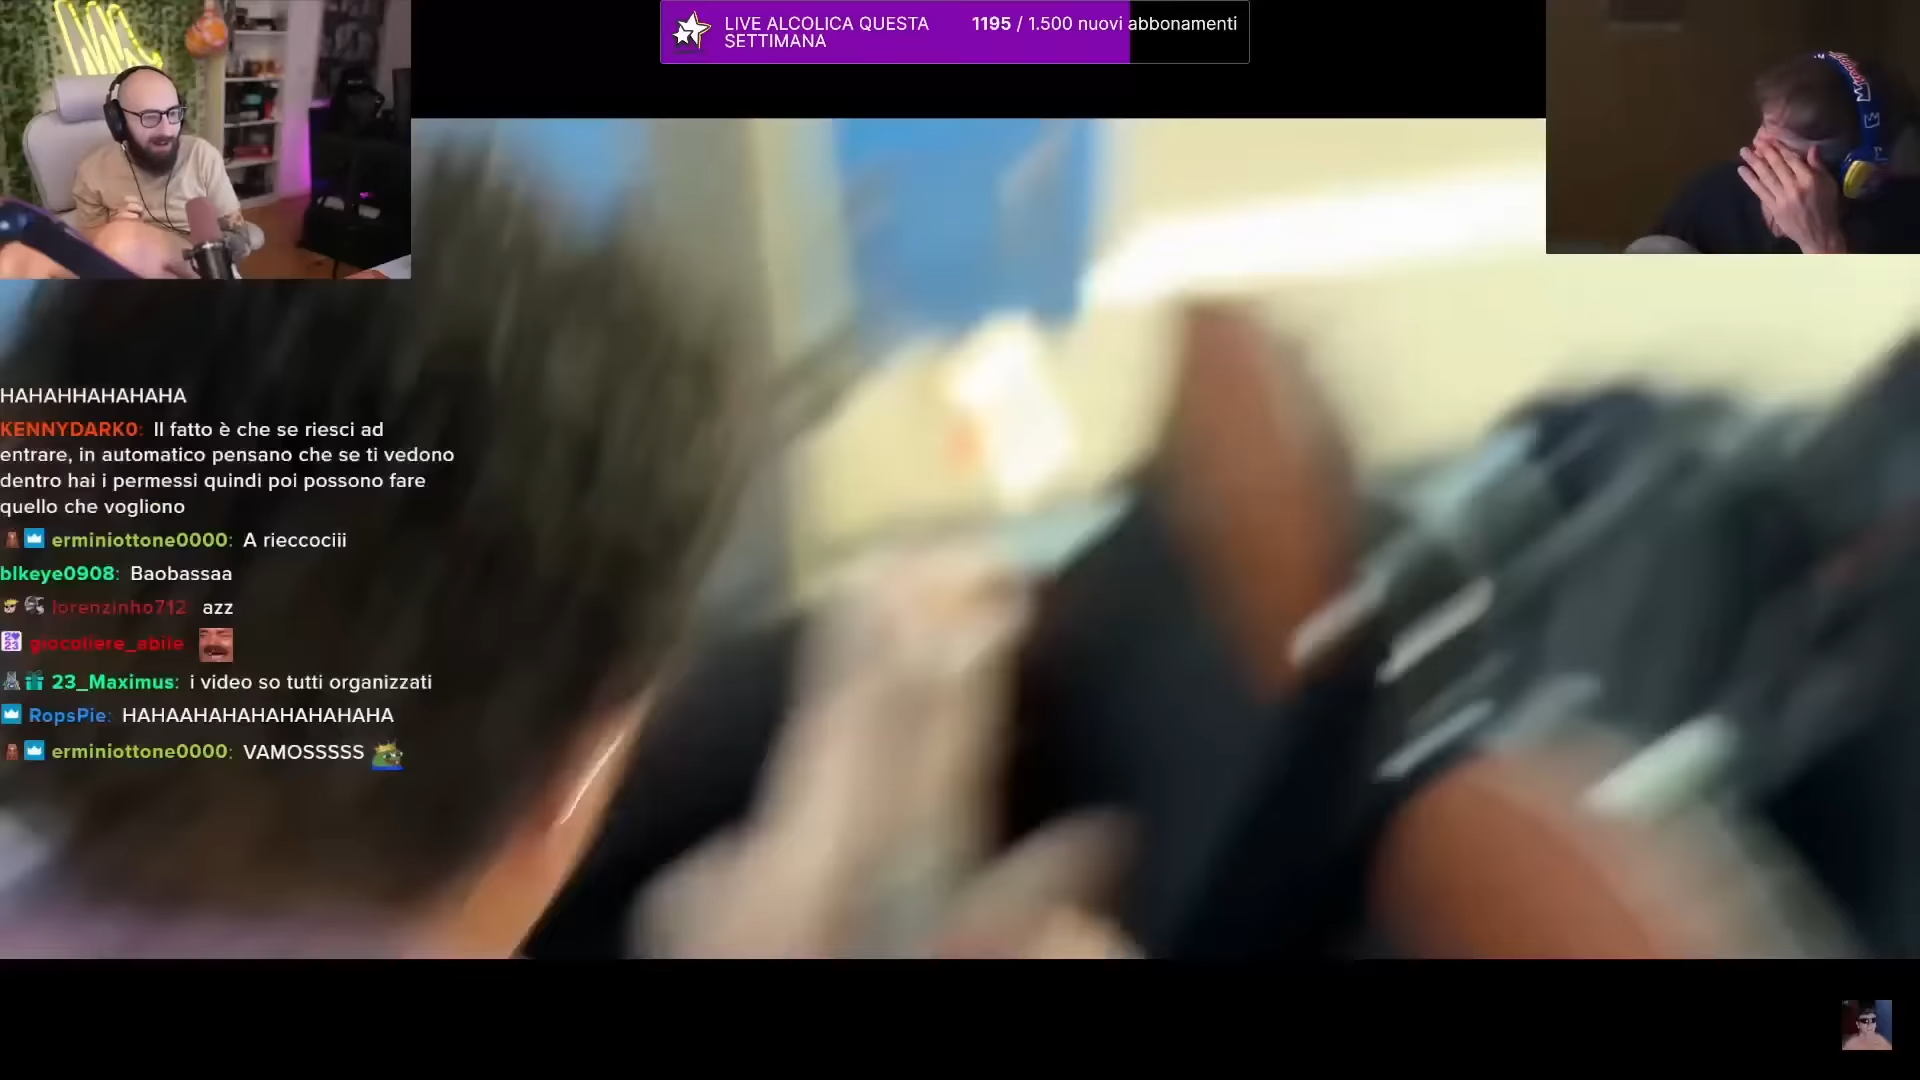 LIVE ALCOLICA QUESTA
SETTIMANA
1195 / 1.500 nuovi abbonamenti
HAHAHHAHAHAHA
KENNYDARK0: Il fatto è che se riesci ad
entrare, in automatico pensano che se ti vedono
dentro hai i permessi quindi poi possono fare
quello che vogliono
erminiottone0000: A rieccociii
blkeye0908: Baobassaa
lorenzinho712 azz
giocoliere_abile
23_Maximus: i video so tutti organizzati
RopsPie: HAHAAHAHAHAHAHAHAHA
erminiottone0000: VAMOSSSSS